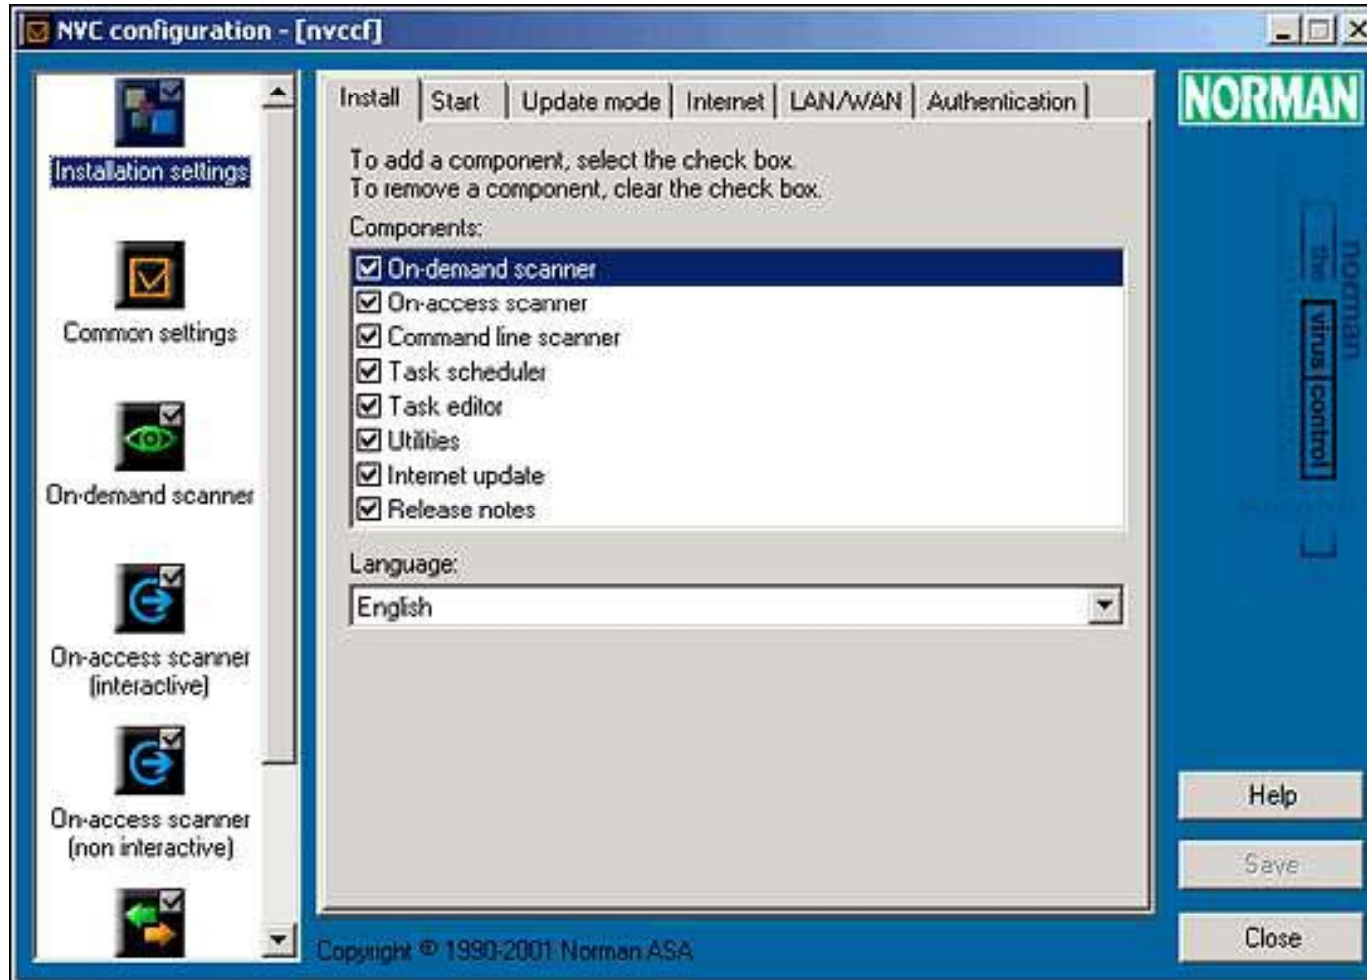 NVC configuration - [nvccf]
Installation settings
Common settings
On-demand scanner
On-access scanner
(interactive)
On-access scanner
(non interactive)
Install
Start
Update mode
Internet
LAN/WAN
Authentication
To add a component, select the check box.
To remove a component, clear the check box.
Components:
On-demand scanner
On-access scanner
Command line scanner
Task scheduler
Task editor
Utilities
Internet update
Release notes
Language:
English
Copyright © 1990-2001 Norman ASA
NORMAN
norman
the
virus control
Help
Save
Close